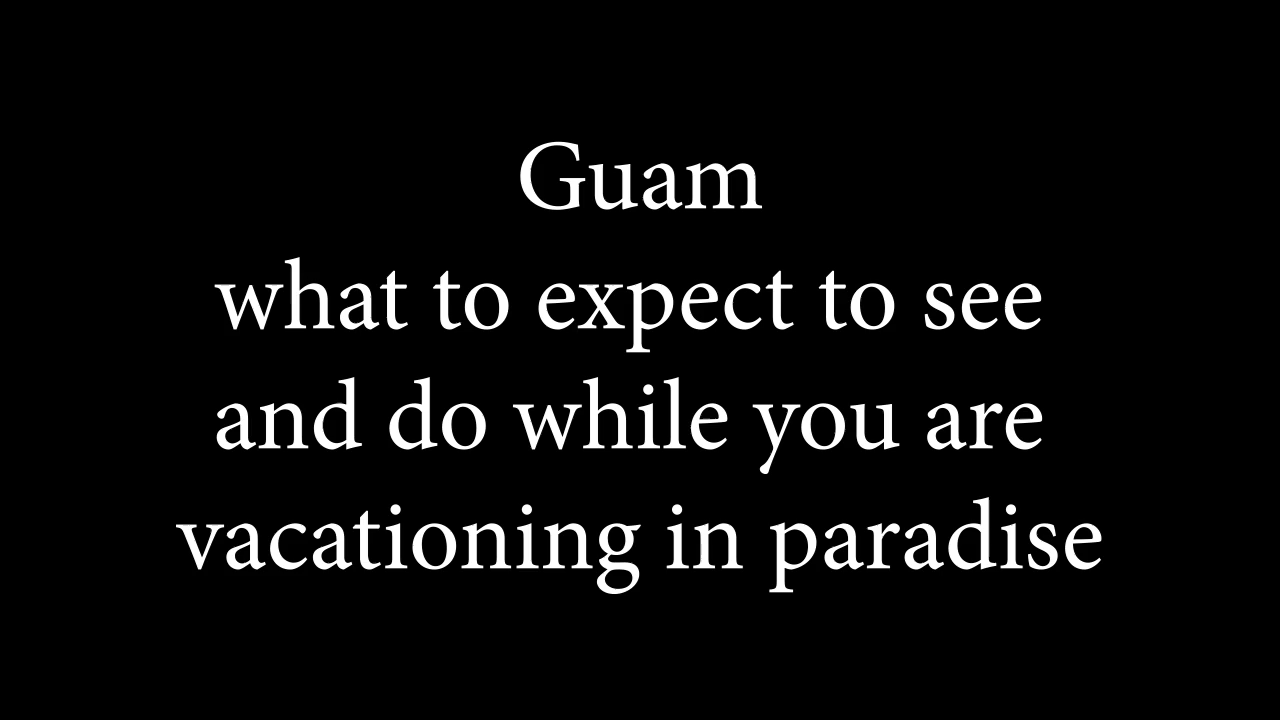 Guam
what to expect to see
and do while you are
vacationing in paradise